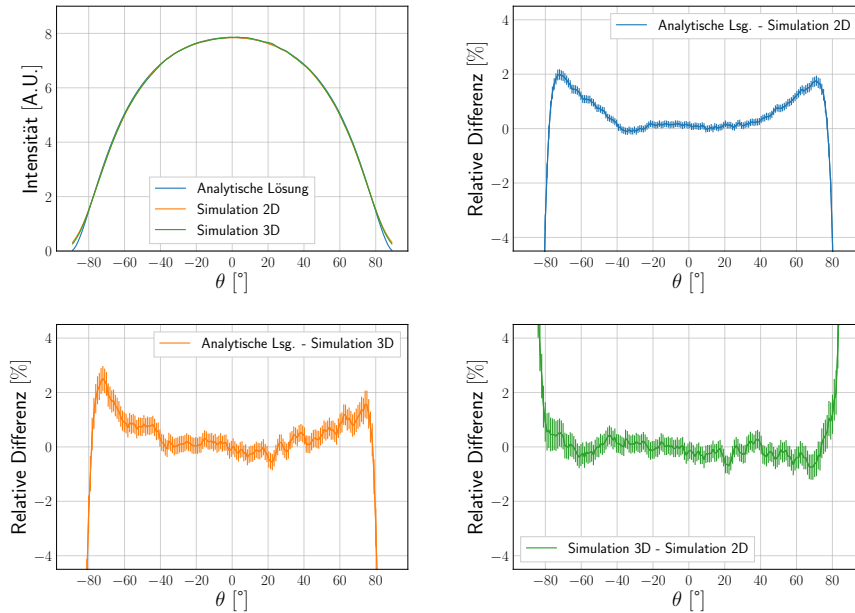 8
6
4
2
0
Intensität [A.U.]
Analytische Lösung
Simulation 2D
Simulation 3D
−80 −60 −40 −20 0 20 40 60 80
θ [°]
4
2
0
−2
−4
Relative Differenz [%]
Analytische Lsg. - Simulation 2D
−80 −60 −40 −20 0 20 40 60 80
θ [°]
4
2
0
−2
−4
Relative Differenz [%]
Analytische Lsg. - Simulation 3D
−80 −60 −40 −20 0 20 40 60 80
θ [°]
4
2
0
−2
−4
Relative Differenz [%]
Simulation 3D - Simulation 2D
−80 −60 −40 −20 0 20 40 60 80
θ [°]